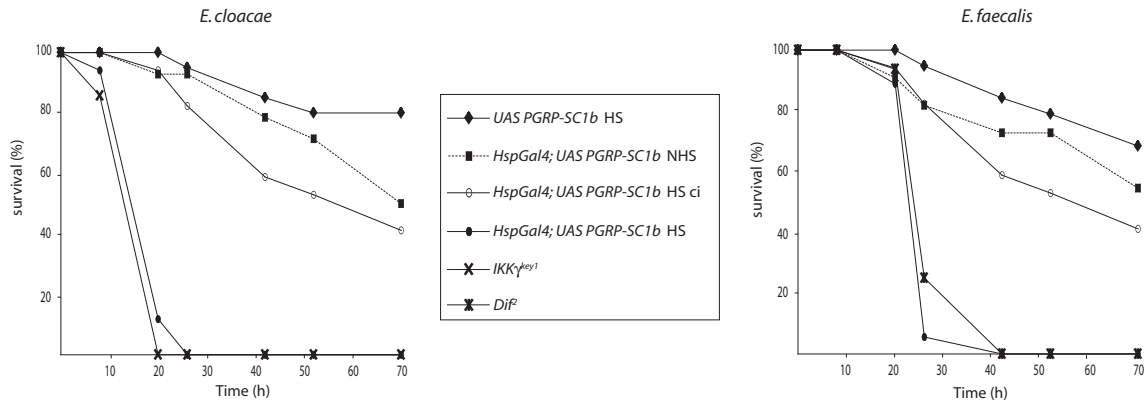 E. cloacae
100
80
60
40
20
survival (%)
10 20 30 40 50 60 70
Time (h)
UAS PGRP-SC1b HS
HspGal4; UAS PGRP-SC1b NHS
HspGal4; UAS PGRP-SC1b HS ci
HspGal4; UAS PGRP-SC1b HS
IKKγkey1
Dif2
E. faecalis
100
80
60
40
20
survival (%)
10 20 30 40 50 60 70
Time (h)